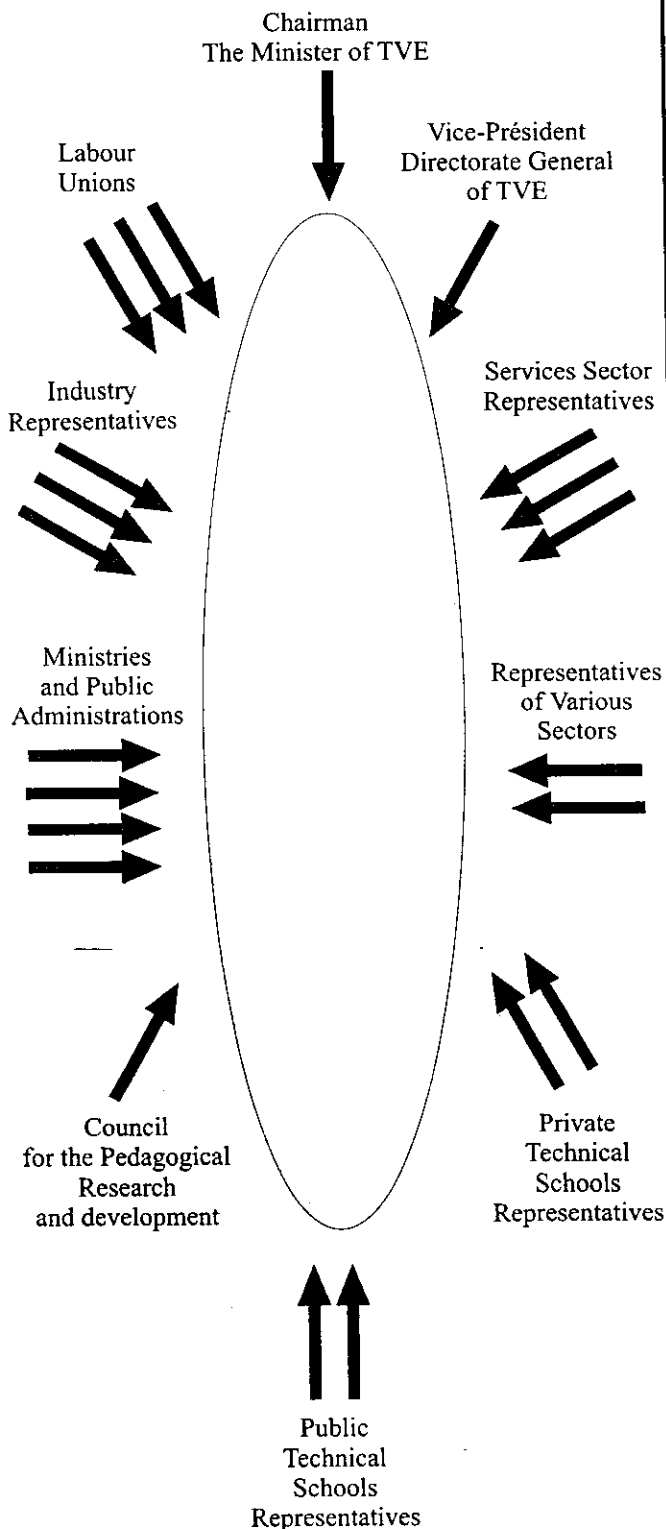 Chairman
The Minister of TVE
Vice-Président
Directorate General
of TVE
Labour
Unions
Services Sector
Representatives
Industry
Representatives
Ministries
and Public
Administrations
Representatives
of Various
Sectors
Council
for the Pedagogical
Research
and development
Private
Technical
Schools
Representatives
Public
Technical
Schools
Representatives